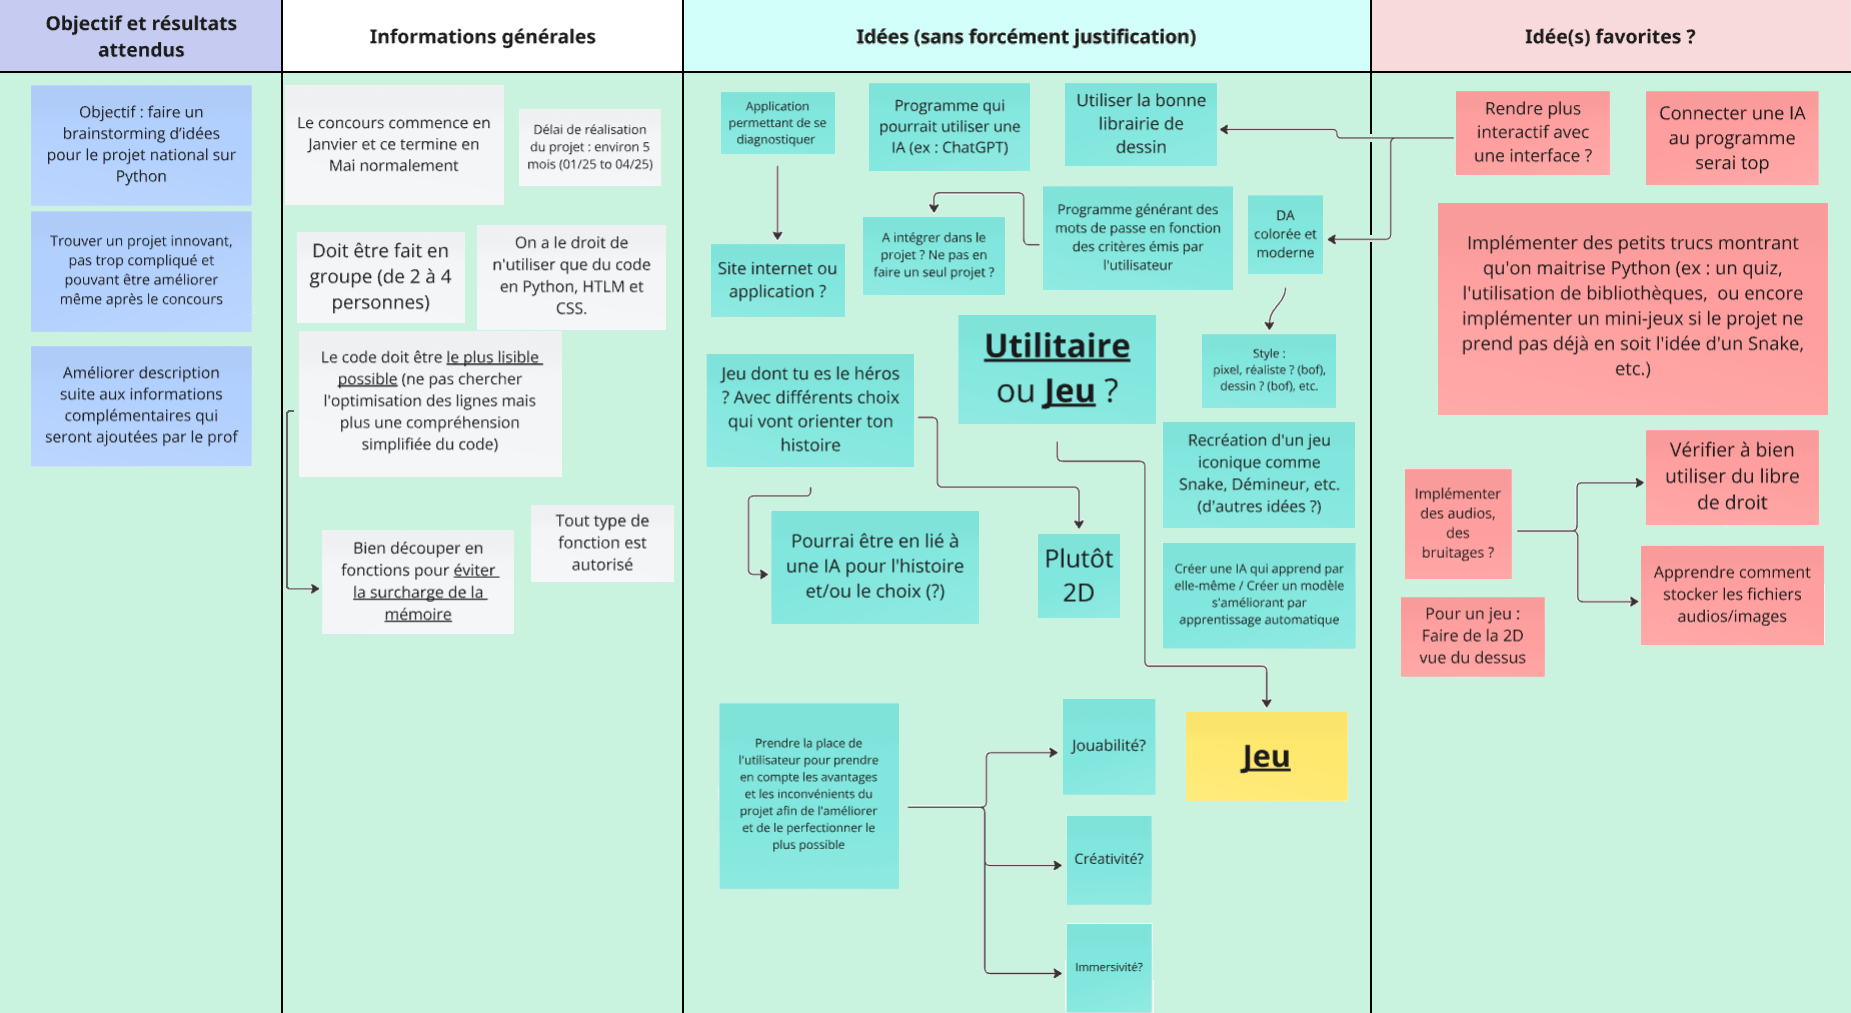 Objectif et résultats
attendus
Informations générales
Idées (sans forcément justification)
Idée(s) favorites ?
Objectif : faire un
brainstorming d'idées
pour le projet national sur
Python
Trouver un projet innovant,
pas trop compliqué et
pouvant être améliorer
même après le concours
Améliorer description
suite aux informations
complémentaires qui
seront ajoutées par le prof
Le concours commence en
Janvier et ce termine en
Mai normalement
Délai de réalisation
du projet : environ 5
mois (01/25 to 04/25)
Doit être fait en
groupe (de 2 à 4
personnes)
On a le droit de
n'utiliser que du code
en Python, HTLM et
CSS.
Le code doit être le plus lisible
possible (ne pas chercher
l'optimisation des lignes mais
plus une compréhension
simplifiée du code)
Bien découper en
fonctions pour éviter
la surcharge de la
mémoire
Tout type de
fonction est
autorisé
Application
permettant de se
diagnostiquer
Programme qui
pourrait utiliser une
IA (ex : ChatGPT)
Utiliser la bonne
librairie de
dessin
Site internet ou
application ?
A intégrer dans le
projet ? Ne pas en
faire un seul projet ?
Programme générant des
mots de passe en fonction
des critères émis par
l'utilisateur
DA
colorée et
moderne
Style :
pixel, réaliste ? (bof),
dessin ? (bof), etc.
Utilitaire
ou Jeu ?
Jeu dont tu es le héros
? Avec différents choix
qui vont orienter ton
histoire
Recréation d'un jeu
iconique comme
Snake, Démineur, etc.
(d'autres idées ?)
Pourrai être en lié à
une IA pour l'histoire
et/ou le choix (?)
Plutôt
2D
Créer une IA qui apprend par
elle-même / Créer un modèle
s'améliorant par
apprentissage automatique
Prendre la place de
l'utilisateur pour prendre
en compte les avantages
et les inconvénients du
projet afin de l'améliorer
et de le perfectionner le
plus possible
Jouabilité?
Créativité?
Immersivité?
Jeu
Rendre plus
interactif avec
une interface ?
Connecter une IA
au programme
serai top
Implémenter des petits trucs montrant
qu'on maitrise Python (ex : un quiz,
l'utilisation de bibliothèques, ou encore
implémenter un mini-jeux si le projet ne
prend pas déjà en soit l'idée d'un Snake,
etc.)
Implémenter
des audios,
des
bruitages ?
Vérifier à bien
utiliser du libre
de droit
Apprendre comment
stocker les fichiers
audios/images
Pour un jeu :
Faire de la 2D
vue du dessus